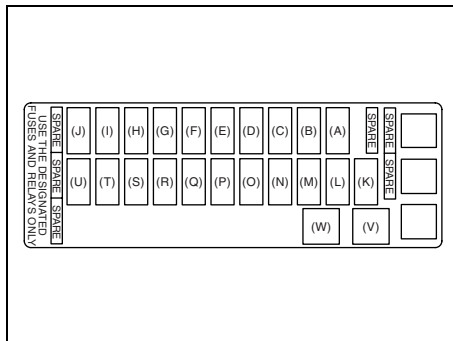 USE THE DESIGNATED
FUSES AND RELAYS ONLY
SPARE
SPARE
SPARE
(J) (I) (H) (G) (F) (E) (D) (C) (B) (A)
SPARE
SPARE
(U) (T) (S) (R) (Q) (P) (O) (N) (M) (L) (K)
SPARE
(W) (V)